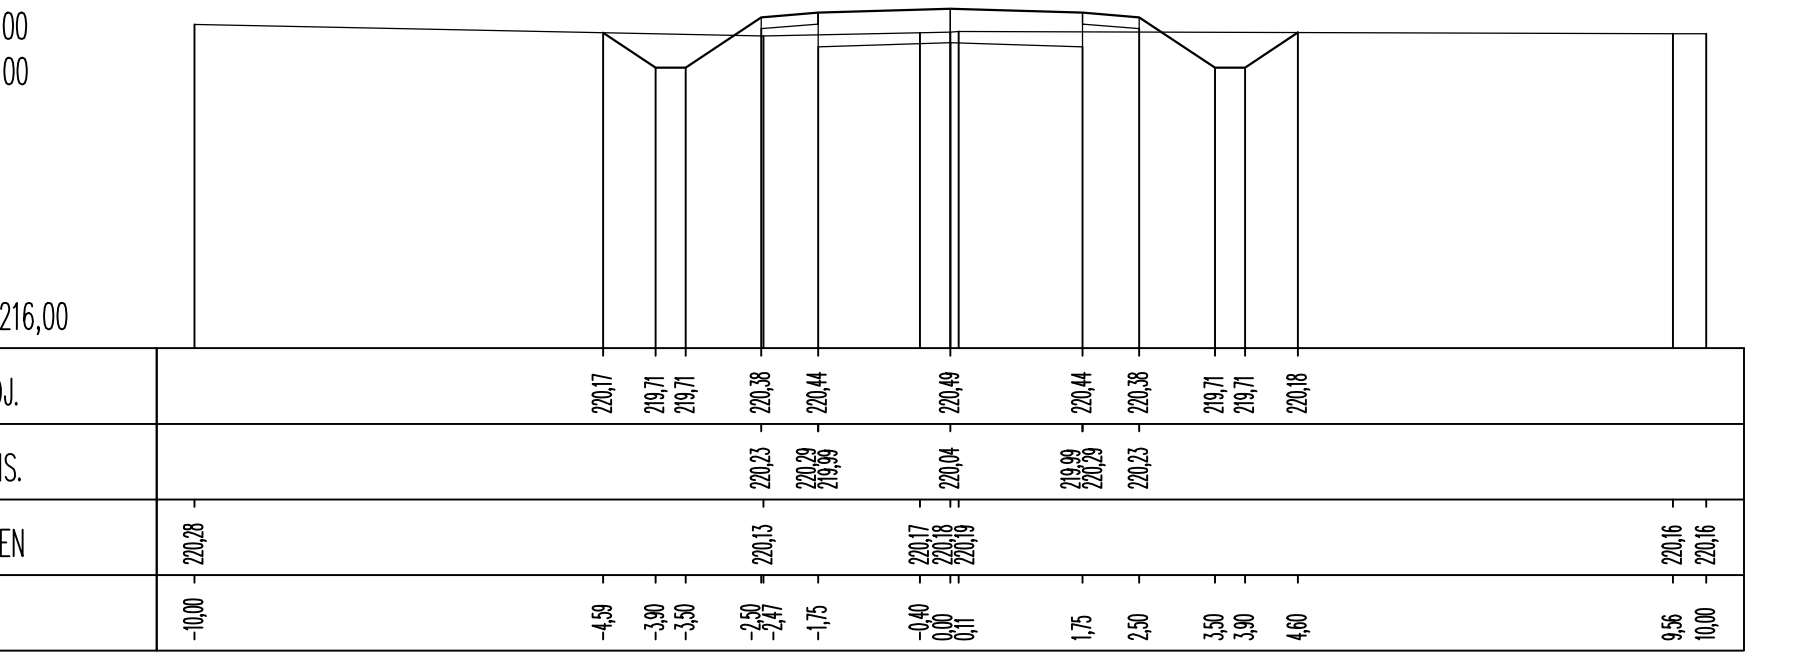 00
00
216,00
OJ. 220,17 219,71 219,71 220,38 220,44 220,49 220,44 220,38 219,71 219,71 220,18
IS. 220,23 220,29 219,99 220,04 219,99 220,29 220,23
EN 220,28 220,13 220,17 220,18 220,19 220,16 220,16
-10,00 -4,59 -3,90 -3,50 -2,50 -2,47 -1,75 -0,40 0,00 0,11 1,75 2,50 3,50 3,90 4,60 9,56 10,00